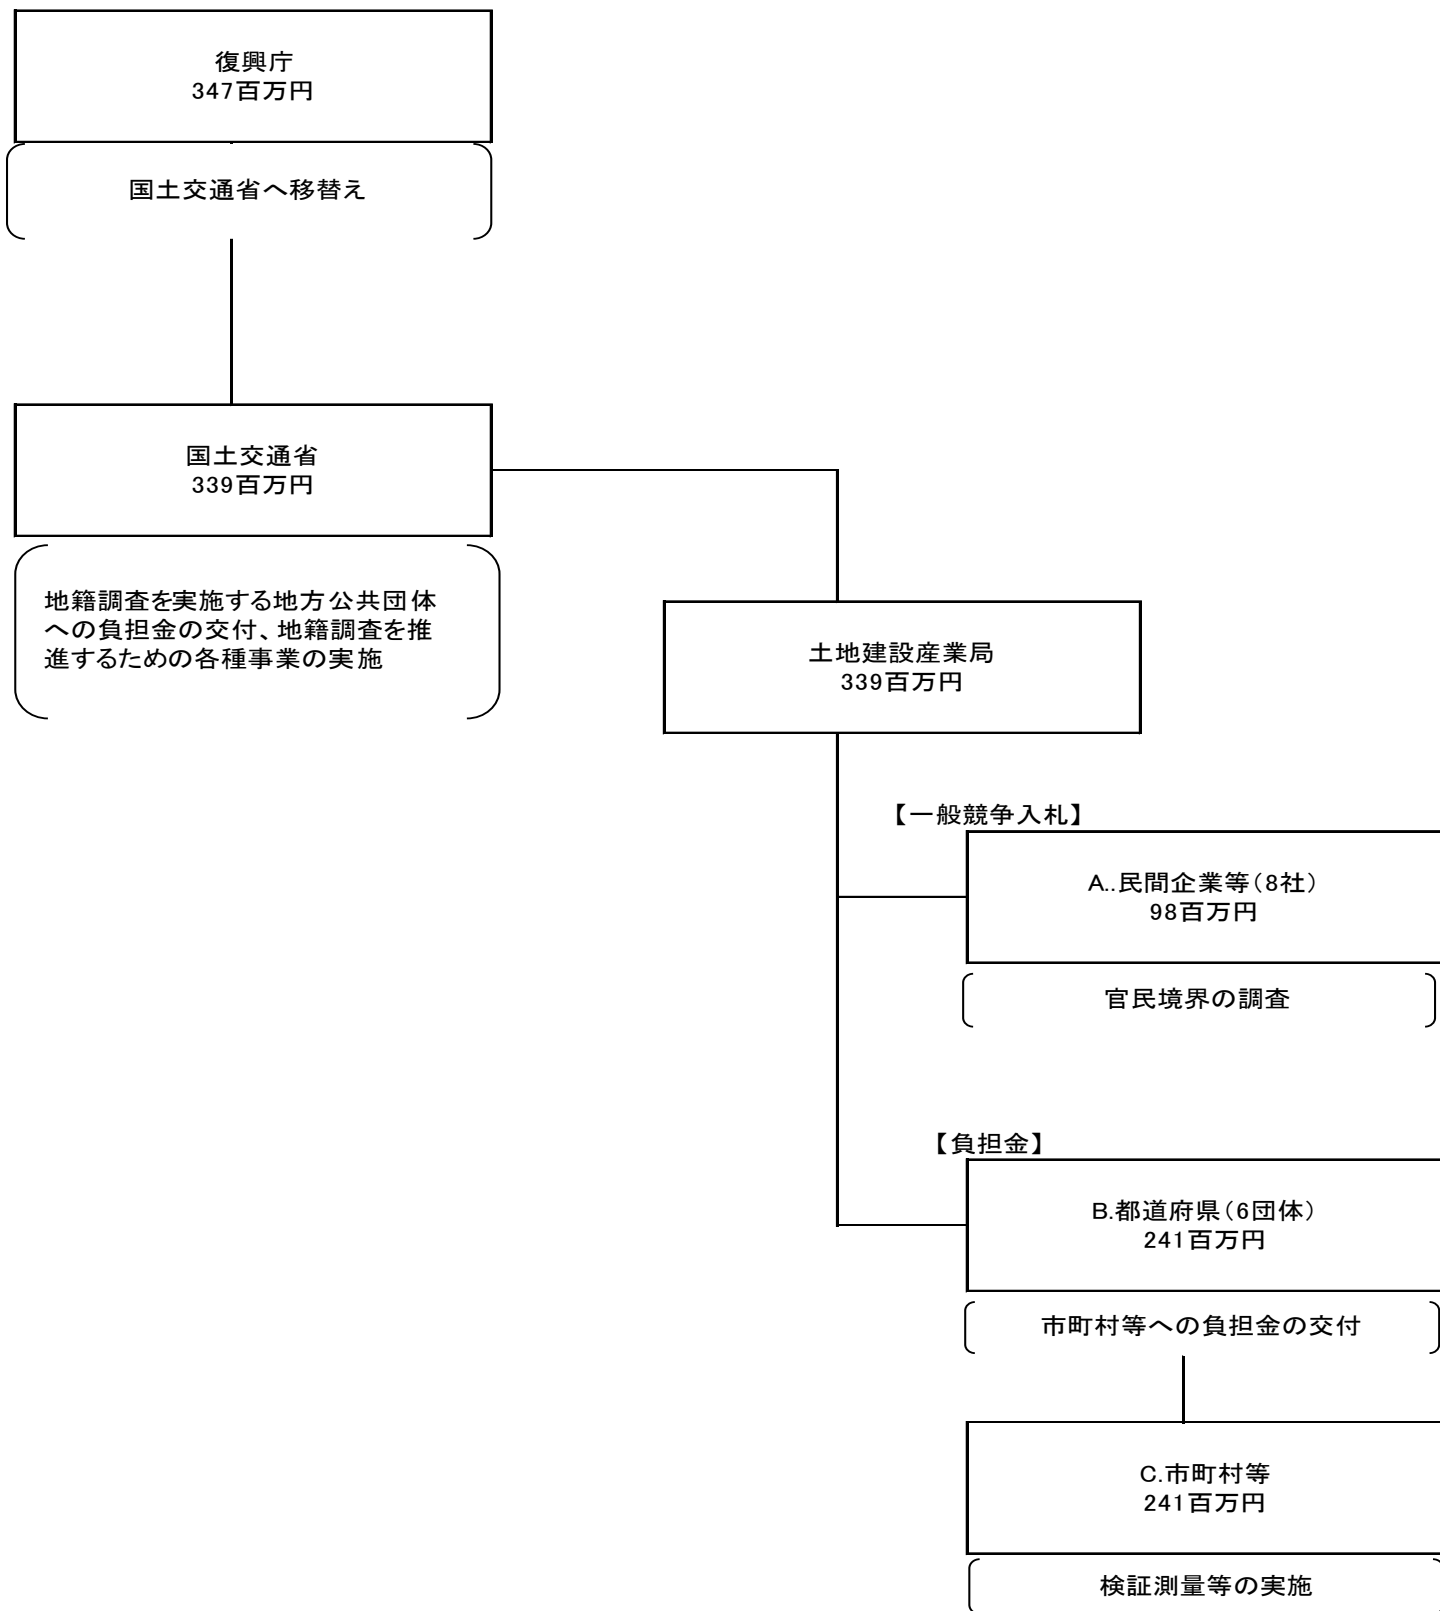 復興庁
347百万円
国土交通省へ移替え
国土交通省
339百万円
地籍調査を実施する地方公共団体
への負担金の交付、地籍調査を推
進するための各種事業の実施
土地建設産業局
339百万円
【一般競争入札】
A..民間企業等（8社）
98百万円
官民境界の調査
【負担金】
B.都道府県（6団体）
241百万円
市町村等への負担金の交付
C.市町村等
241百万円
検証測量等の実施